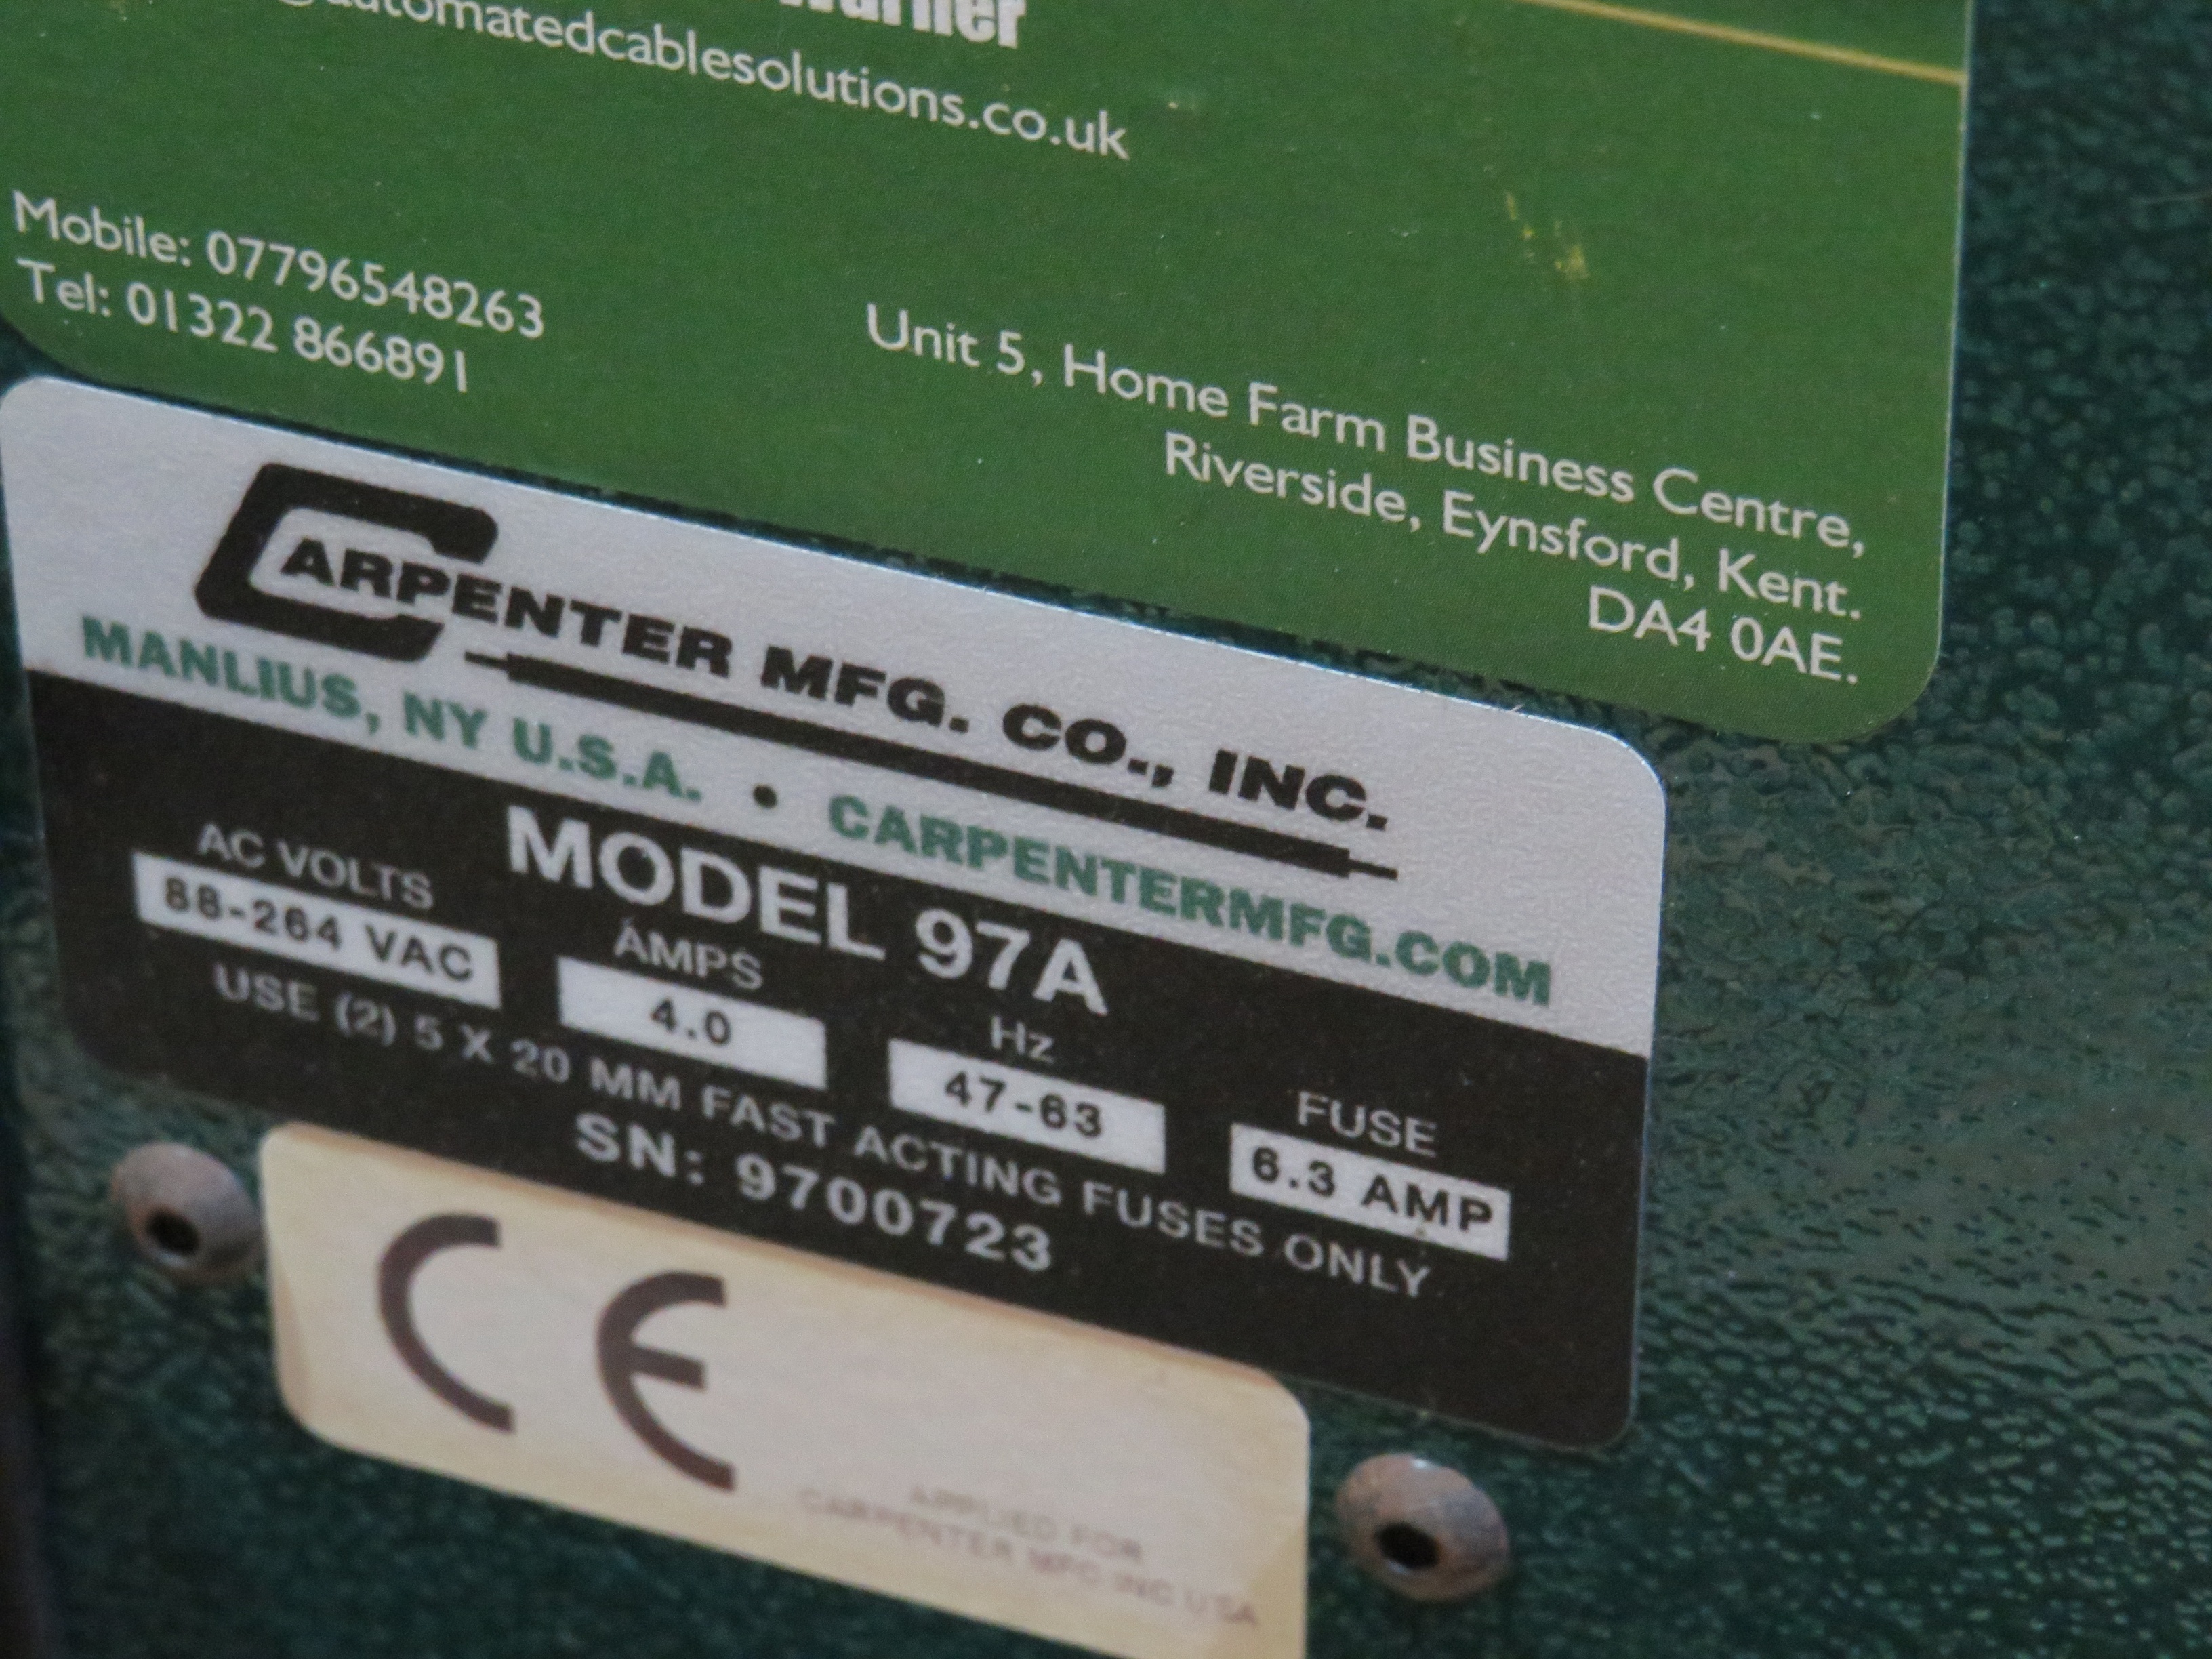 automatedcablesolutions.co.uk
Mobile: 07796548263
Tel: 01322 866891
Unit 5, Home Farm Business Centre,
Riverside, Eynsford, Kent.
DA4 0AE.
CARPENTER MFG. CO., INC.
MANLIUS, NY U.S.A. • CARPENTERMFG.COM
MODEL 97A
AC VOLTS AMPS Hz FUSE
88-264 VAC 4.0 47-63 6.3 AMP
USE (2) 5 X 20 MM FAST ACTING FUSES ONLY
SN: 9700723
CE
APPLIED FOR
CARPENTER MFG INC USA